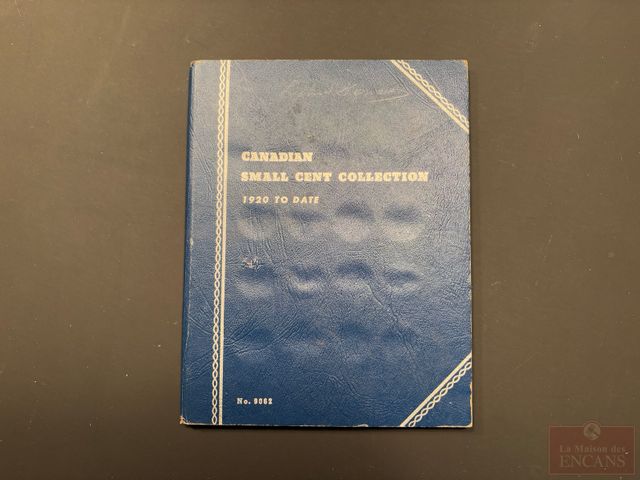 CANADIAN
SMALL CENT COLLECTION
1920 TO DATE
No. 9062
La Maison des
ENCANS